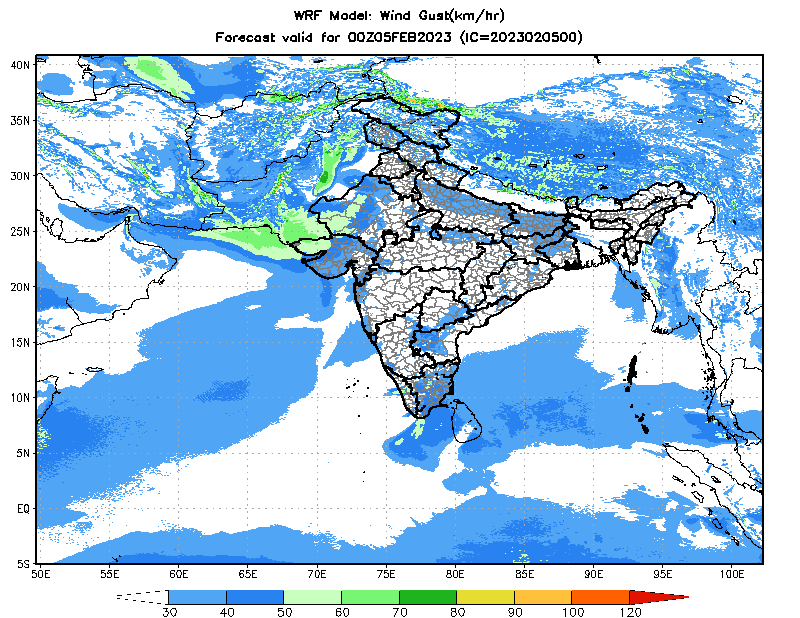 WRF Model: Wind Gust(km/hr)
Forecast valid for 00Z05FEB2023 (IC=2023020500)
40N
35N
30N
25N
20N
15N
10N
5N
EQ
5S
50E 55E 60E 65E 70E 75E 80E 85E 90E 95E 100E
30 40 50 60 70 80 90 100 120